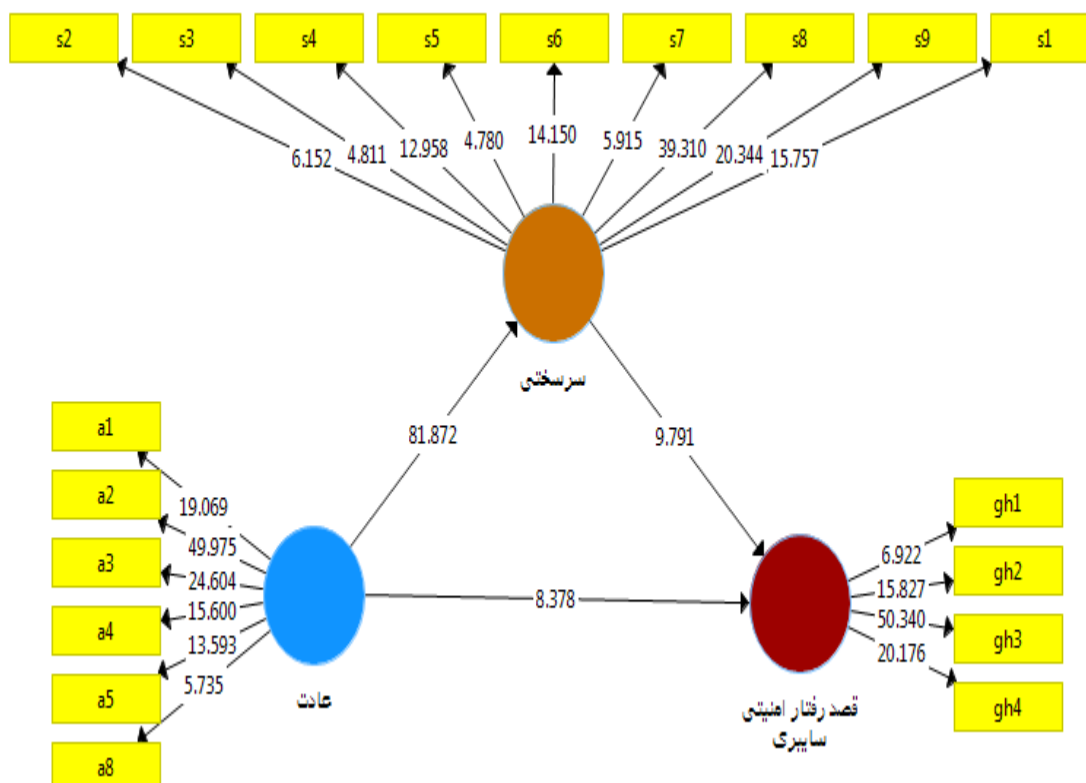 s2 s3 s4 s5 s6 s7 s8 s9 s1
6.152 4.811 12.958 4.780 14.150 5.915 39.310 20.344 15.757
سرسختی
81.872 9.791
a1
a2
a3
a4
a5
a8
19.069
49.975
24.604
15.600
13.593
5.735
عادت
8.378
gh1
gh2
gh3
gh4
6.922
15.827
50.340
20.176
قصد رفتار امنیتی
سایبری